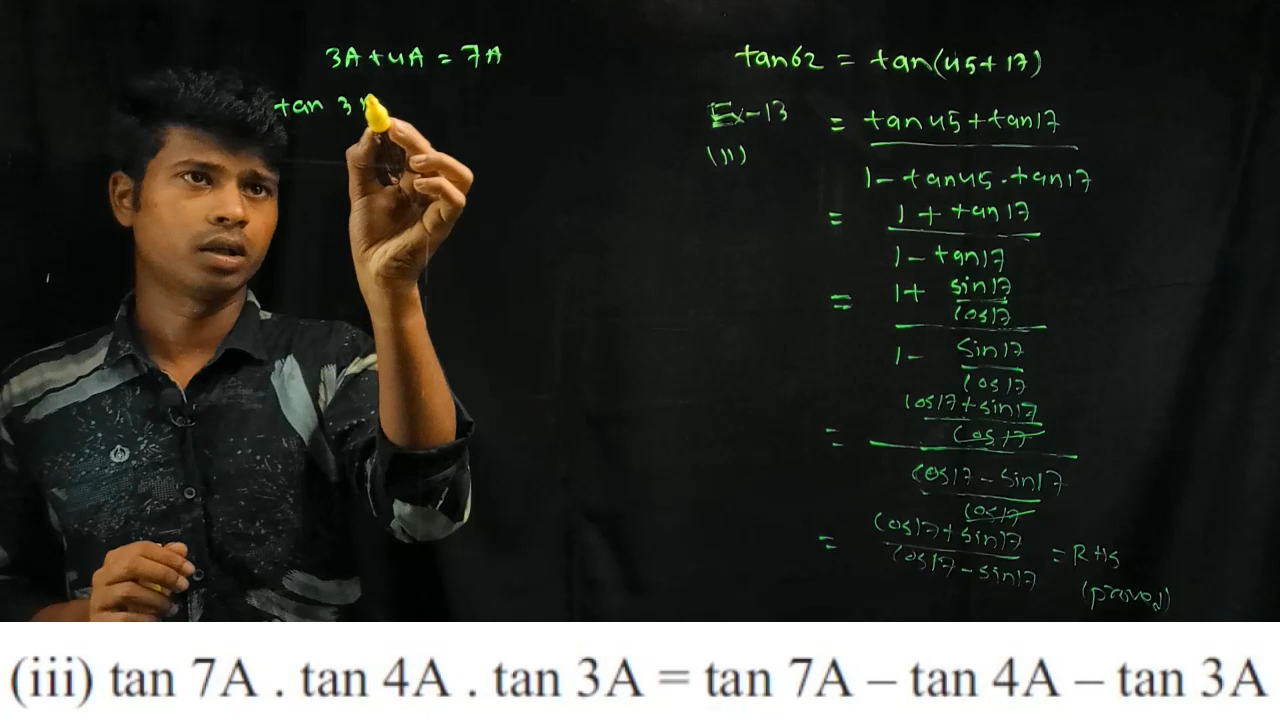 3A + 4A = 7A
tan 3
tan62 = tan(45+17)
Ex-13
(ii)
= tan45 + tan17
1 - tan45 . tan17
= 1 + tan17
1 - tan17
= 1 + sin17
cos17
1 - sin17
cos17
= cos17 + sin17
cos17
cos17 - sin17
cos17
= cos17 + sin17
cos17 - sin17
= RHS
(proved)
(iii) tan 7A . tan 4A . tan 3A = tan 7A – tan 4A – tan 3A